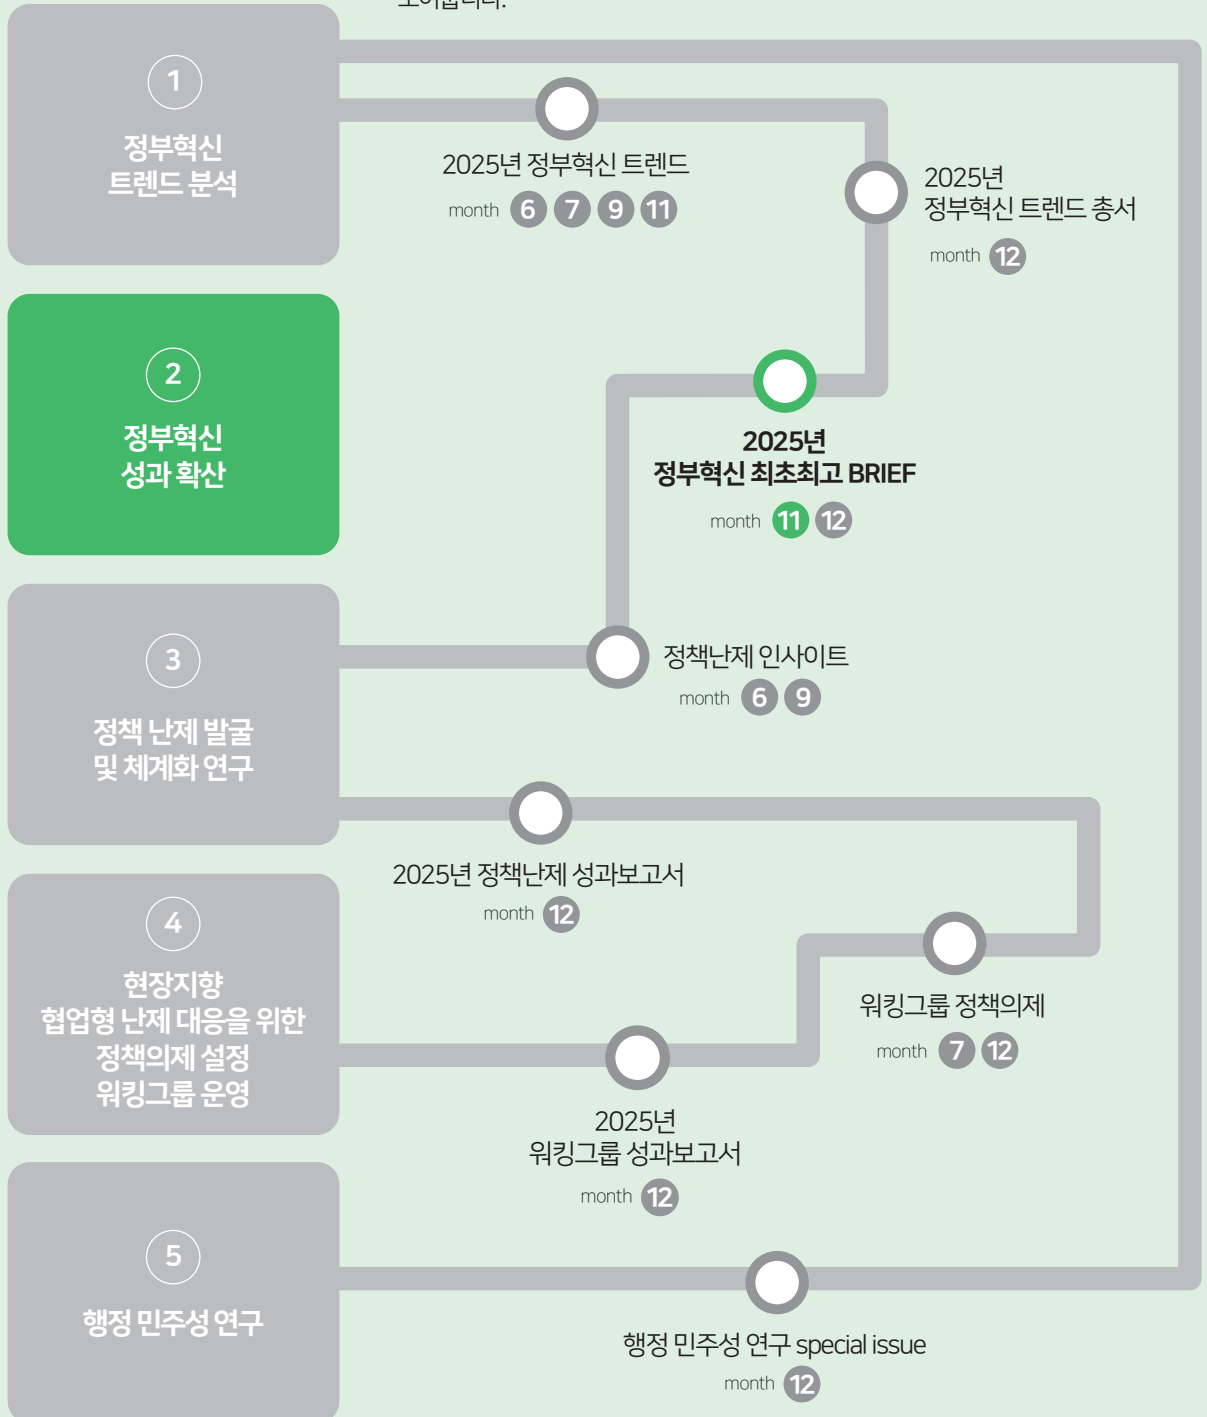 1
정부혁신
트렌드 분석
2025년 정부혁신 트렌드
month 6 7 9 11
2025년
정부혁신 트렌드 총서
month 12
2
정부혁신
성과 확산
2025년
정부혁신 최초최고 BRIEF
month 11 12
3
정책 난제 발굴
및 체계화 연구
정책난제 인사이트
month 6 9
2025년 정책난제 성과보고서
month 12
4
현장지향
협업형 난제 대응을 위한
정책의제 설정
워킹그룹 운영
워킹그룹 정책의제
month 7 12
2025년
워킹그룹 성과보고서
month 12
5
행정 민주성 연구
행정 민주성 연구 special issue
month 12